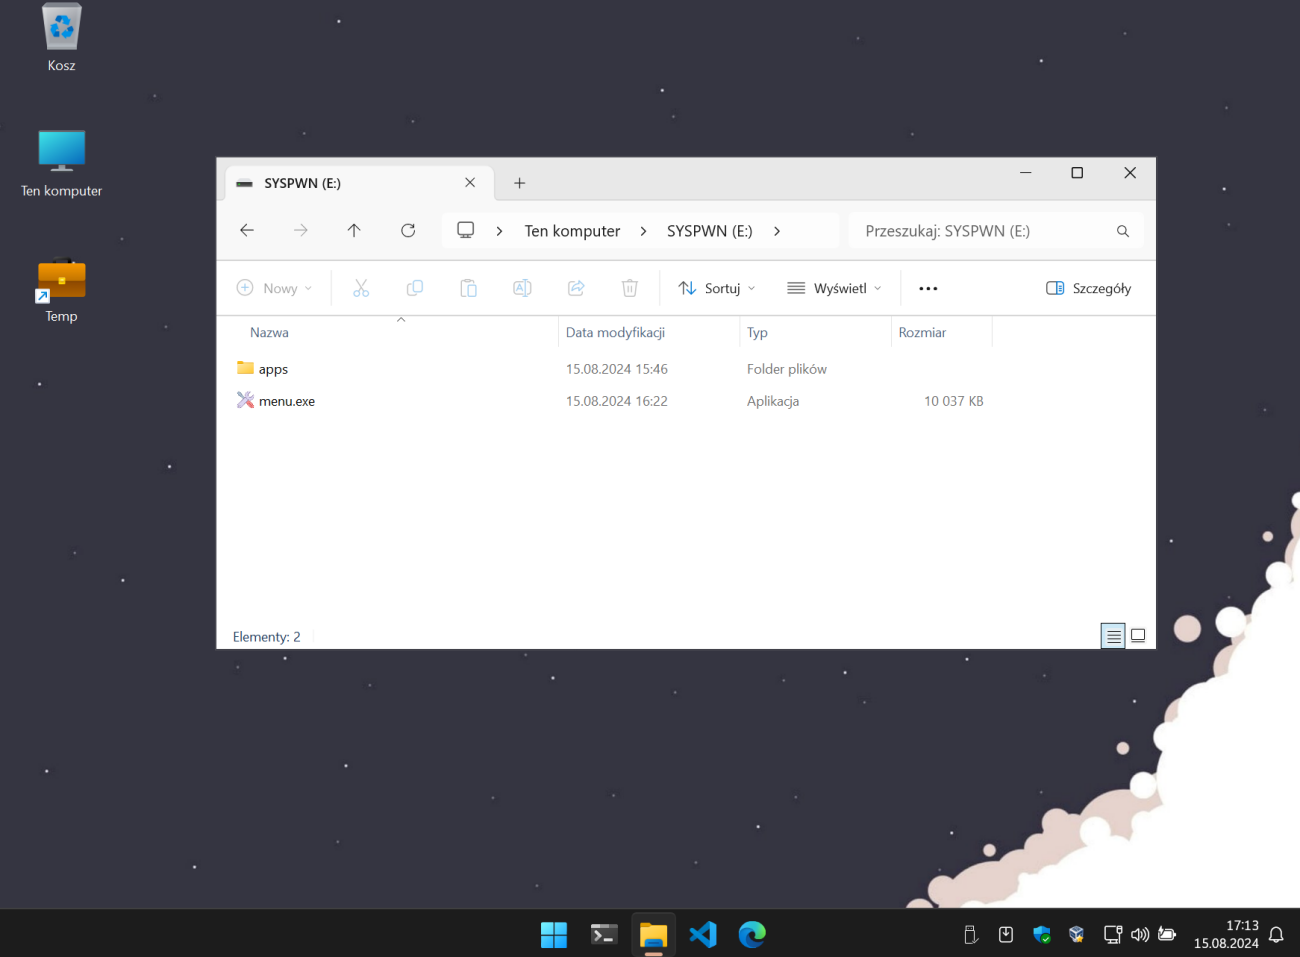 Kosz
Ten komputer
Temp
SYSPWN (E:)
Ten komputer SYSPWN (E:)
Przeszukaj: SYSPWN (E:)
Nowy
Sortuj
Wyświetl
Szczegóły
Nazwa Data modyfikacji Typ Rozmiar
apps 15.08.2024 15:46 Folder plików
menu.exe 15.08.2024 16:22 Aplikacja 10 037 KB
Elementy: 2
17:13
15.08.2024